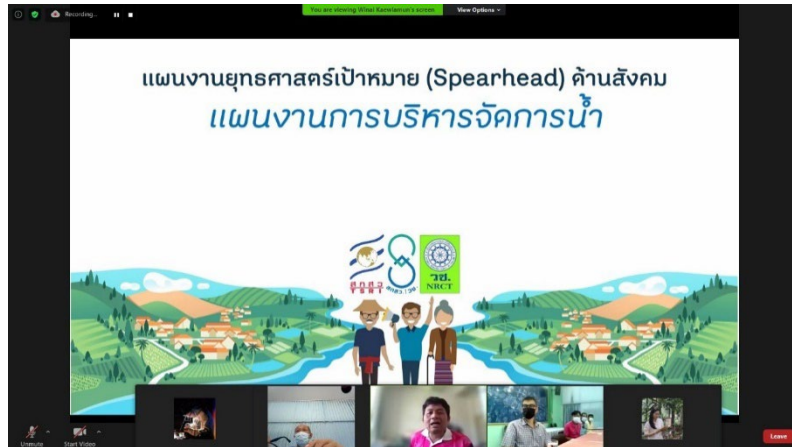 Recording...
You are viewing Winai Kaewlamun's screen
View Options
แผนงานยุทธศาสตร์เป้าหมาย (Spearhead) ด้านสังคม
แผนงานการบริหารจัดการน้ำ
วช.
NRCT
Unmute
Start Video
Leave